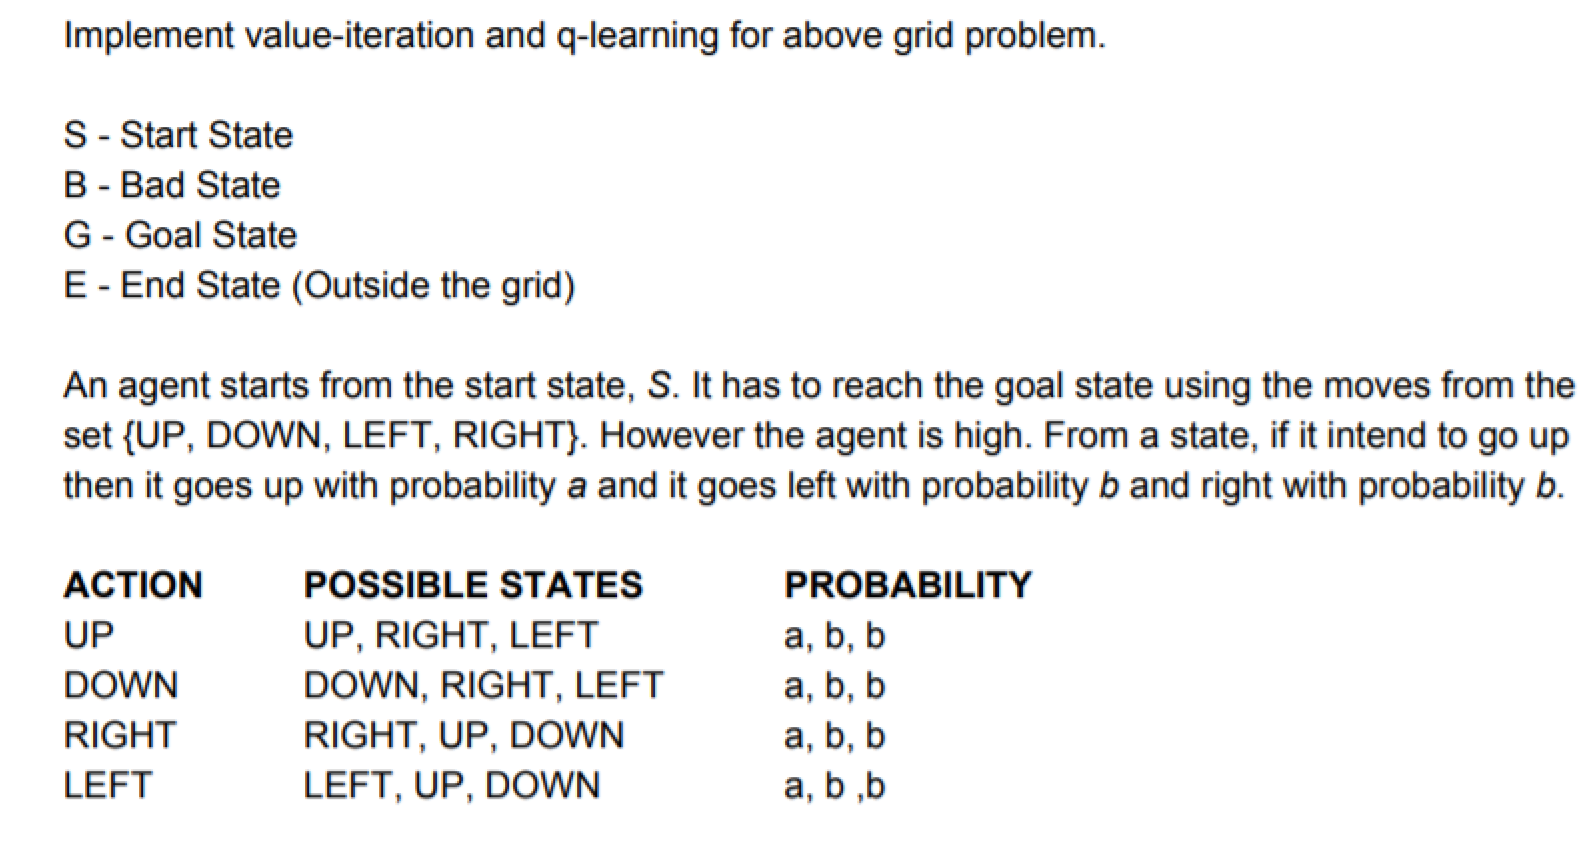 Implement value-iteration and q-learning for above grid problem.
S - Start State
B - Bad State
G - Goal State
E - End State (Outside the grid)
An agent starts from the start state, S. It has to reach the goal state using the moves from the
set {UP, DOWN, LEFT, RIGHT}. However the agent is high. From a state, if it intend to go up
then it goes up with probability a and it goes left with probability b and right with probability b.
ACTION POSSIBLE STATES PROBABILITY
UP UP, RIGHT, LEFT a, b, b
DOWN DOWN, RIGHT, LEFT a, b, b
RIGHT RIGHT, UP, DOWN a, b, b
LEFT LEFT, UP, DOWN a, b ,b